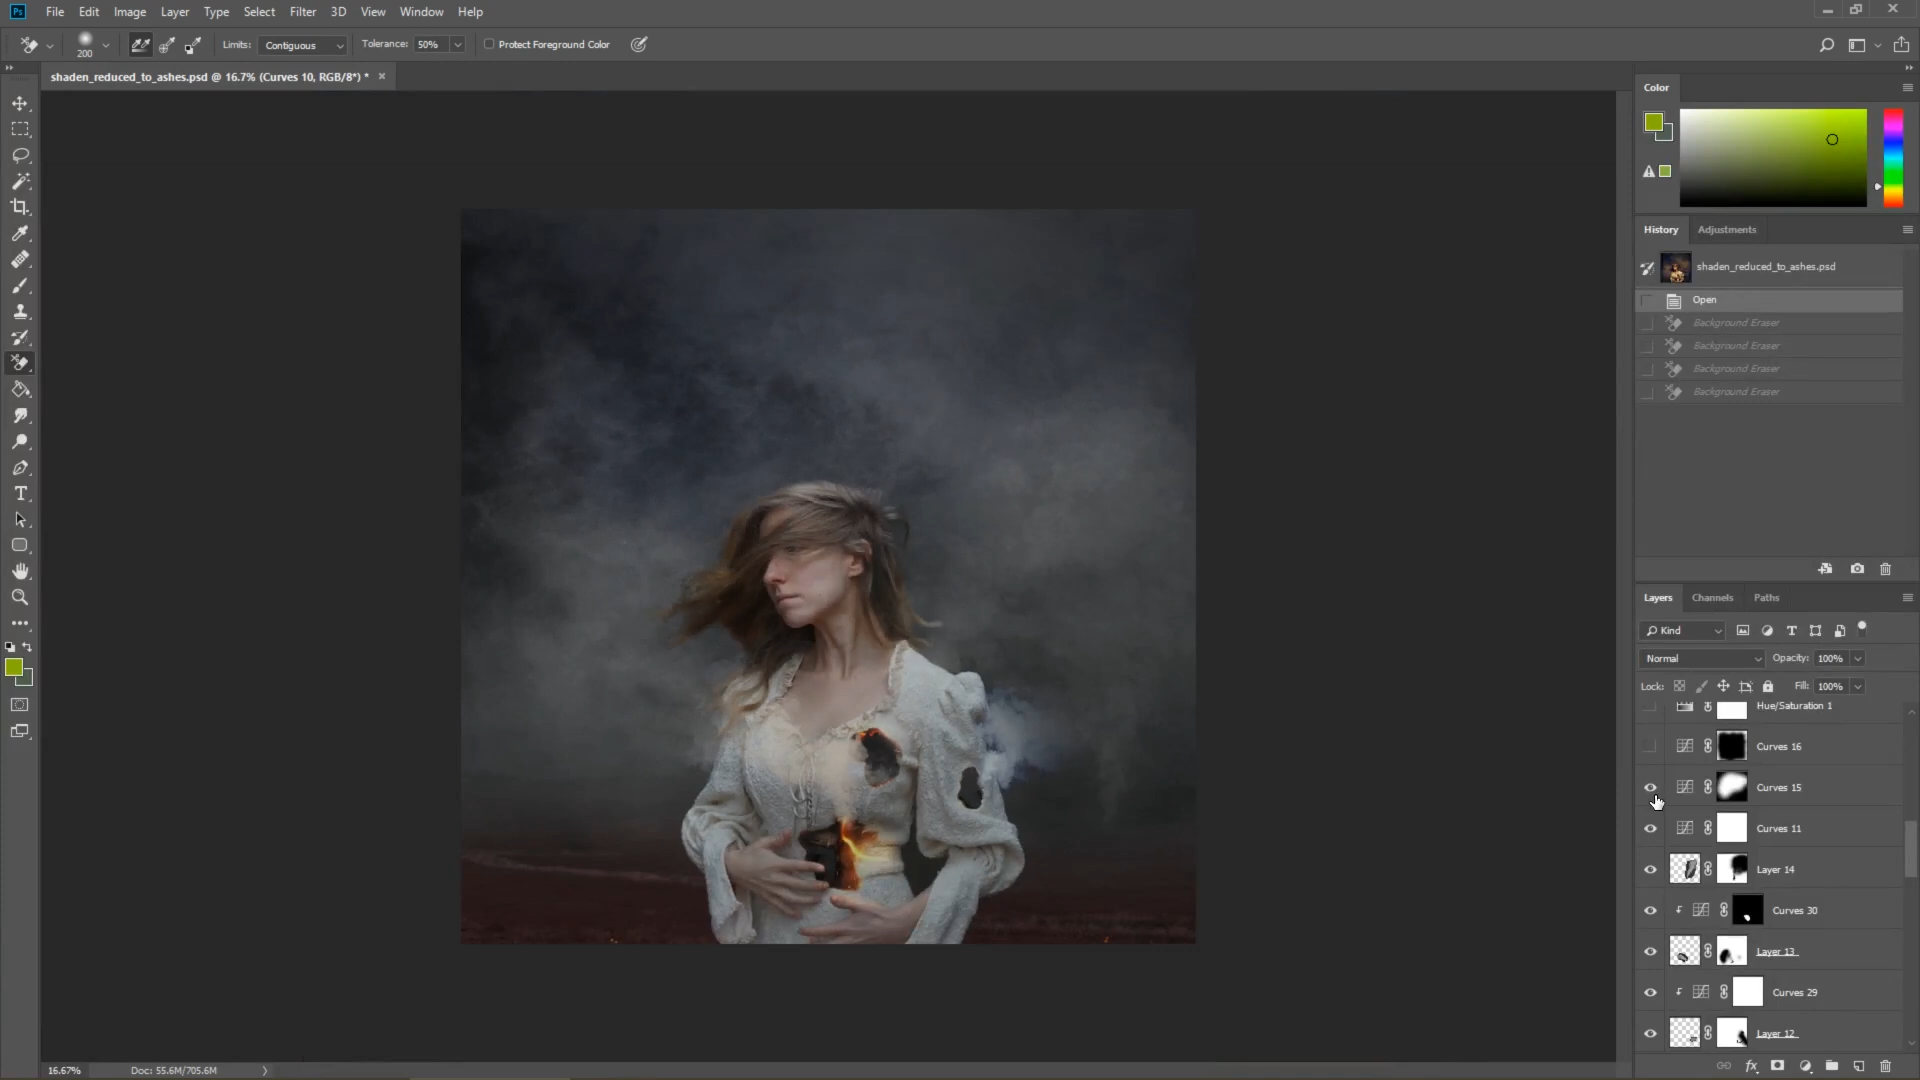 Ps File Edit Image Layer Type Select Filter 3D View Window Help
200 Limits: Contiguous Tolerance: 50% Protect Foreground Color
shaden_reduced_to_ashes.psd @ 16.7% (Curves 10, RGB/8*) *
Color
History Adjustments
shaden_reduced_to_ashes.psd
Open
Background Eraser
Background Eraser
Background Eraser
Background Eraser
Layers Channels Paths
Kind
Normal Opacity: 100%
Lock: Fill: 100%
Hue/Saturation 1
Curves 16
Curves 15
Curves 11
Layer 14
Curves 30
Layer 13
Curves 29
Layer 12
fx
16.67% Doc: 55.6M/705.6M